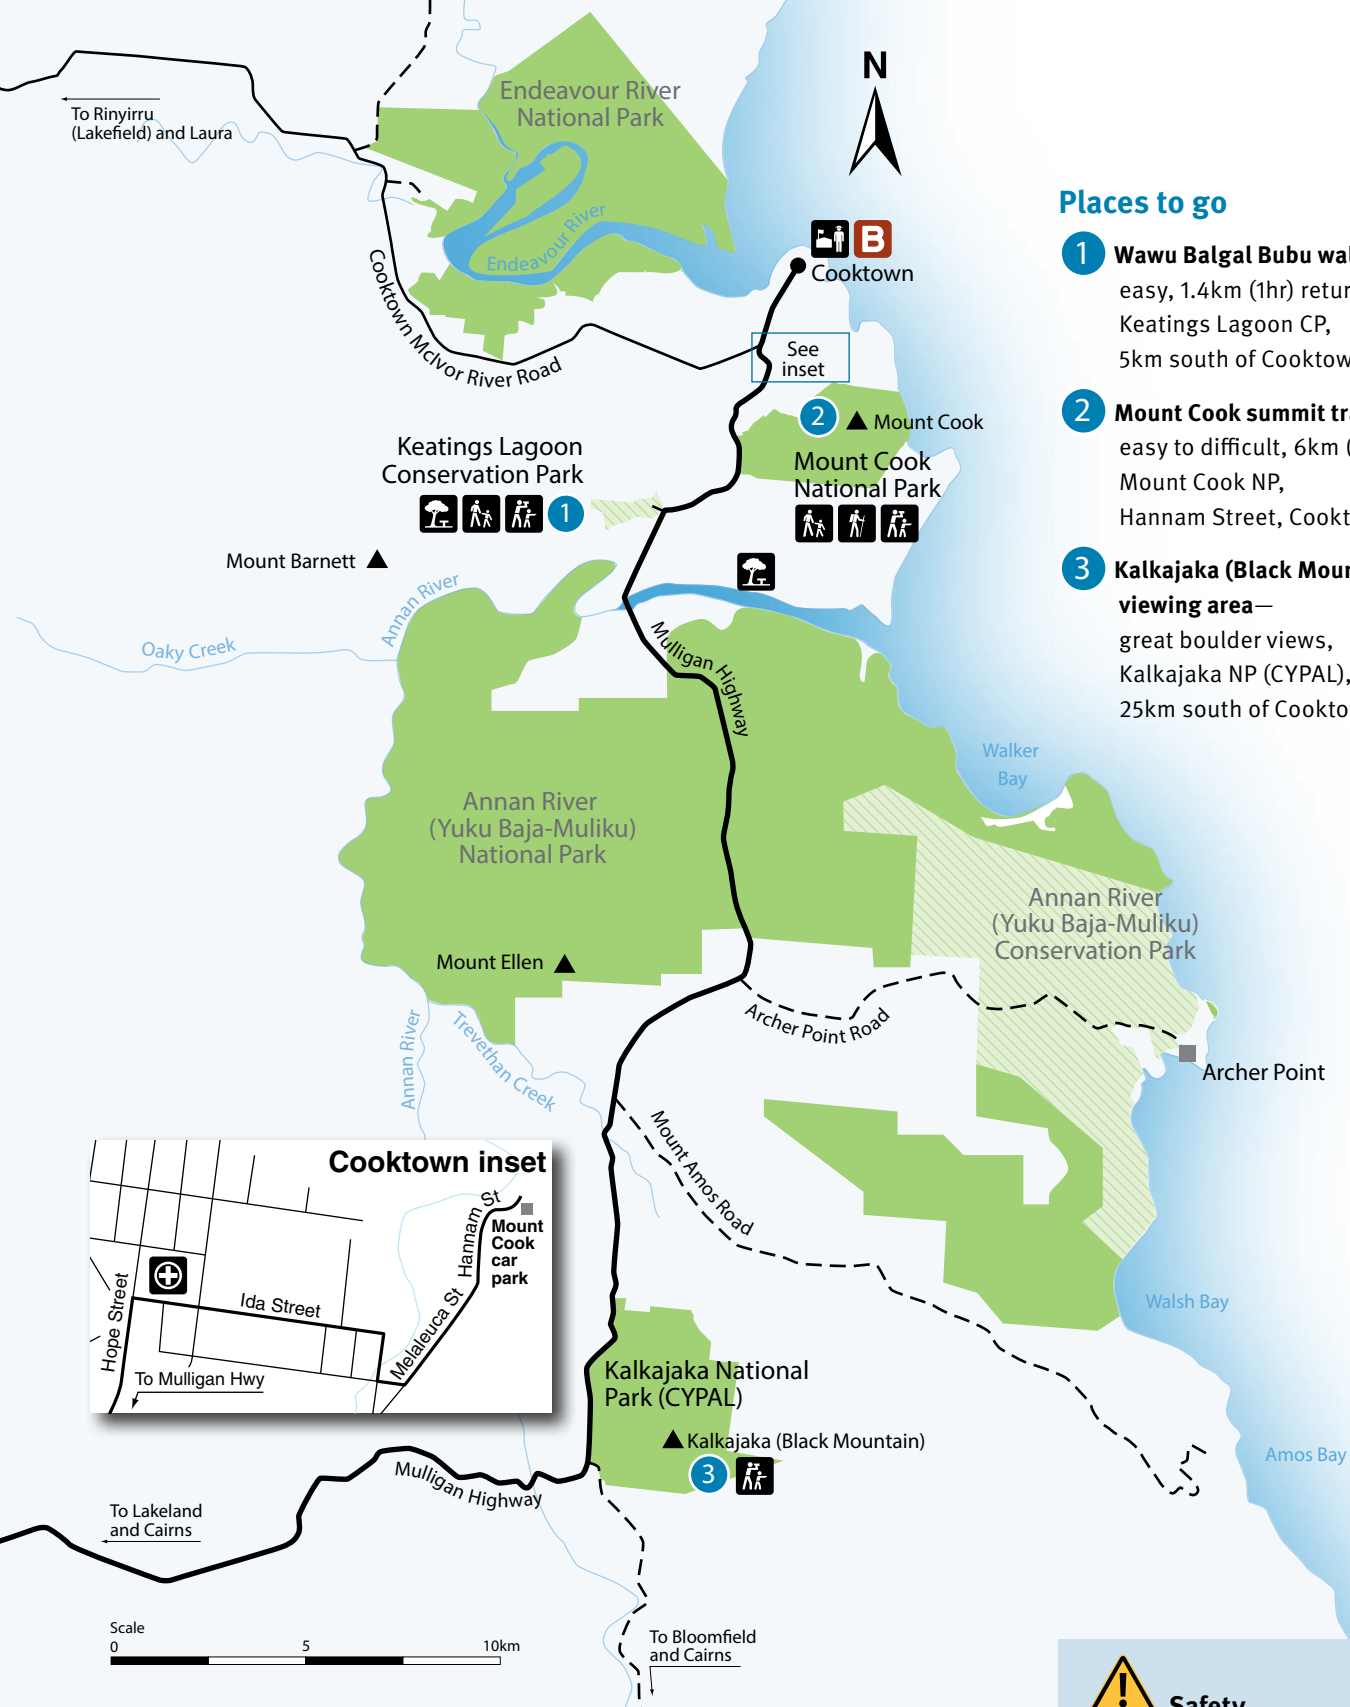 Endeavour River
National Park
N
To Rinyirru
(Lakefield) and Laura
Endeavour River
B
Cooktown
Cooktown McIvor River Road
See
inset
2
Mount Cook
Mount Cook
National Park
Keatings Lagoon
Conservation Park
1
Mount Barnett
Annan River
Oaky Creek
Mulligan Highway
Walker
Bay
Annan River
(Yuku Baja-Muliku)
National Park
Annan River
(Yuku Baja-Muliku)
Conservation Park
Mount Ellen
Archer Point Road
Annan River
Trevethan Creek
Archer Point
Mount Amos Road
Walsh Bay
Amos Bay
Kalkajaka National
Park (CYPAL)
Kalkajaka (Black Mountain)
3
Mulligan Highway
To Lakeland
and Cairns
To Bloomfield
and Cairns
Scale
0 5 10km
Cooktown inset
Hannam St
Mount
Cook
car
park
Melaleuca St
Ida Street
Hope Street
To Mulligan Hwy
Places to go
1 Wawu Balgal Bubu wal
easy, 1.4km (1hr) retur
Keatings Lagoon CP,
5km south of Cooktow
2 Mount Cook summit tra
easy to difficult, 6km (
Mount Cook NP,
Hannam Street, Cookt
3 Kalkajaka (Black Moun
viewing area—
great boulder views,
Kalkajaka NP (CYPAL),
25km south of Cookto
Safety